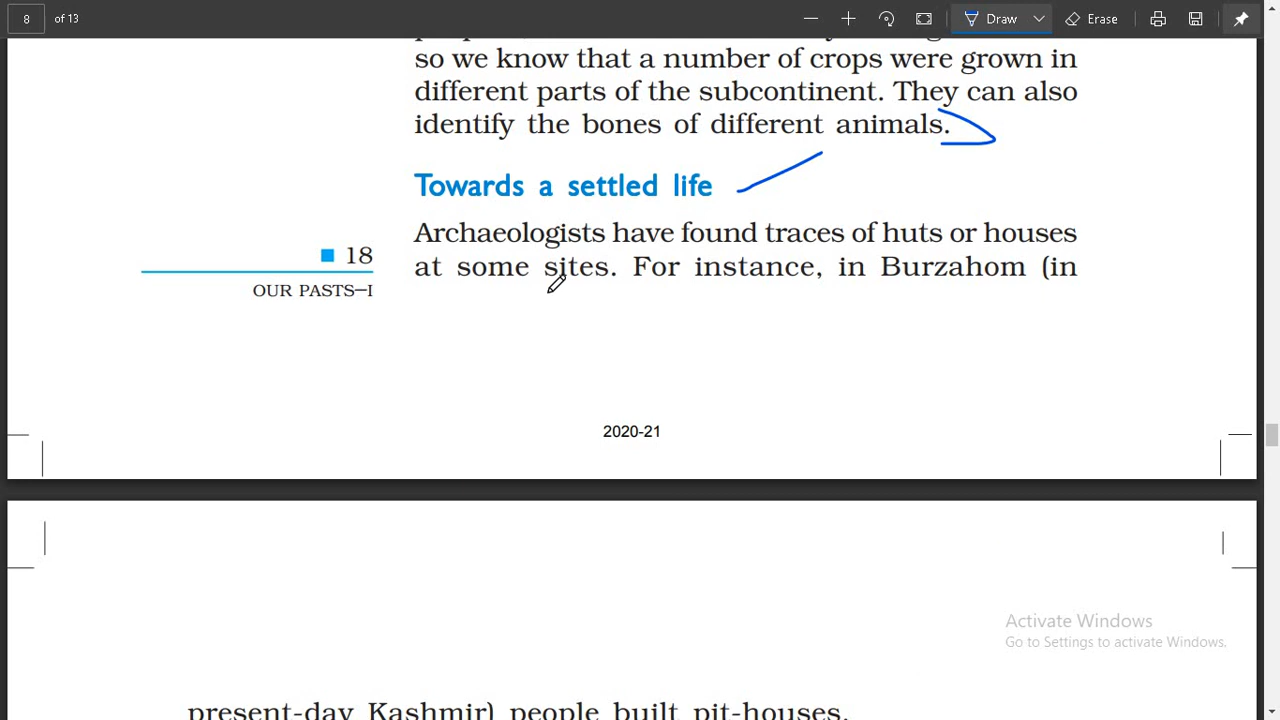 8 of 13
Draw
Erase
so we know that a number of crops were grown in
different parts of the subcontinent. They can also
identify the bones of different animals.
Towards a settled life
Archaeologists have found traces of huts or houses
at some sites. For instance, in Burzahom (in
18
OUR PASTS–I
2020-21
Activate Windows
Go to Settings to activate Windows.
present-day Kashmir) people built pit-houses,